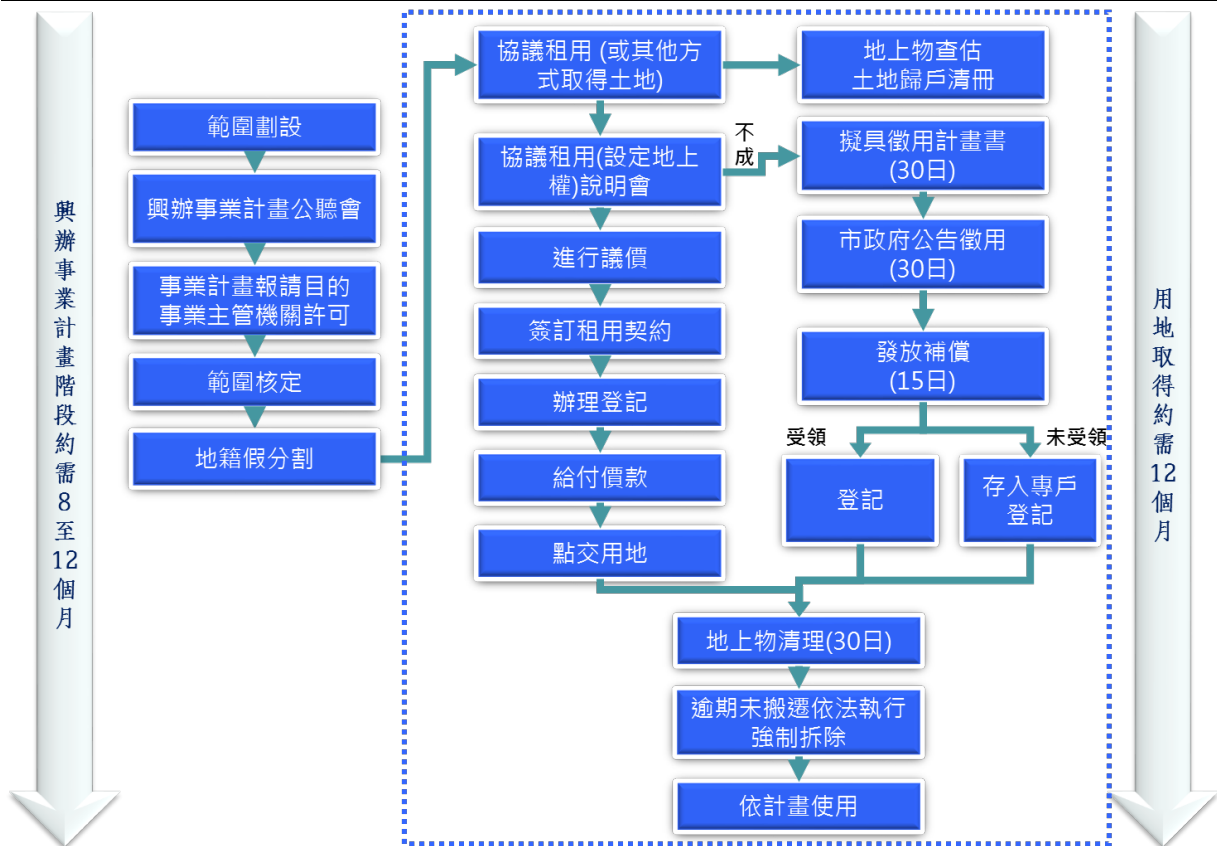 興辦事業計畫階段約需8至12個月
範圍劃設
興辦事業計畫公聽會
事業計畫報請目的
事業主管機關許可
範圍核定
地籍假分割
協議租用 (或其他方
式取得土地)
地上物查估
土地歸戶清冊
協議租用(設定地上
權)說明會
不
成
擬具徵用計畫書
(30日)
進行議價
市政府公告徵用
(30日)
簽訂租用契約
發放補償
(15日)
辦理登記
受領
未受領
給付價款
登記
存入專戶
登記
點交用地
地上物清理(30日)
逾期未搬遷依法執行
強制拆除
依計畫使用
用地取得約需12個月